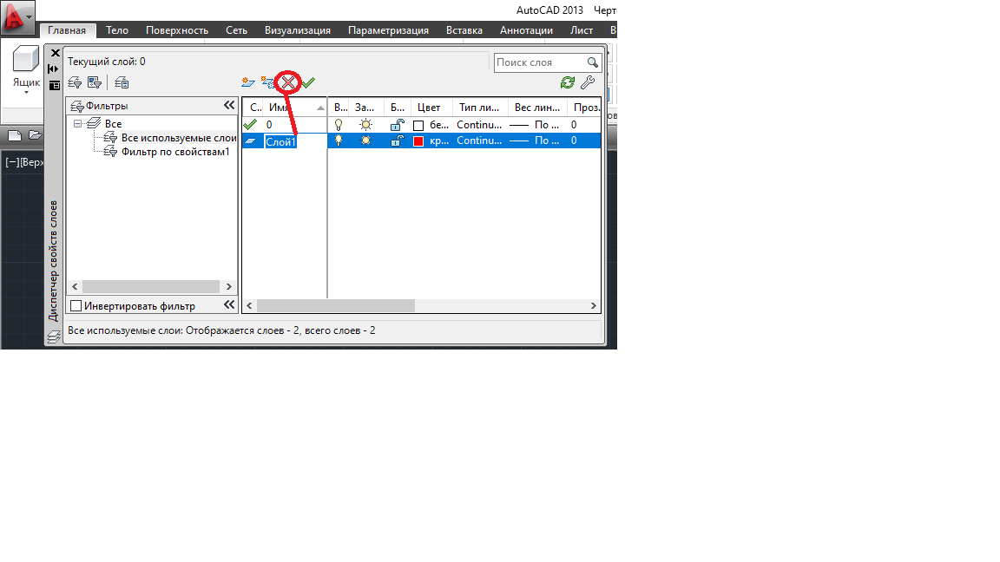 AutoCAD 2013 Черт
Главная Тело Поверхность Сеть Визуализация Параметризация Вставка Аннотации Лист В
Ящик
Текущий слой: 0
Поиск слоя
Фильтры
Все
Все используемые слои
Фильтр по свойствам1
С.. Имя В... За... Б... Цвет Тип ли... Вес лин... Проз.
0 бе... Continu... По ... 0
Слой1 кр... Continu... По ... 0
[−][Верх
Инвертировать фильтр
Диспетчер свойств слоев
Все используемые слои: Отображается слоев - 2, всего слоев - 2